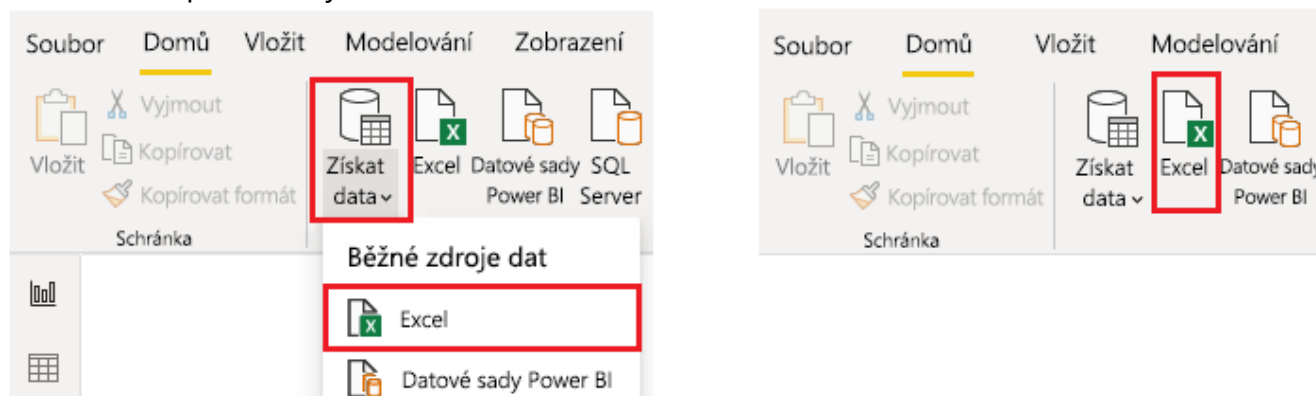 Soubor Domů Vložit Modelování Zobrazení
Vyjmout
Kopírovat
Kopírovat formát
Vložit
Schránka
Získat data
Excel
Datové sady Power BI
SQL Server
Běžné zdroje dat
Excel
Datové sady Power BI
Soubor Domů Vložit Modelování
Vyjmout
Kopírovat
Kopírovat formát
Vložit
Schránka
Získat data
Excel
Datové sady Power BI